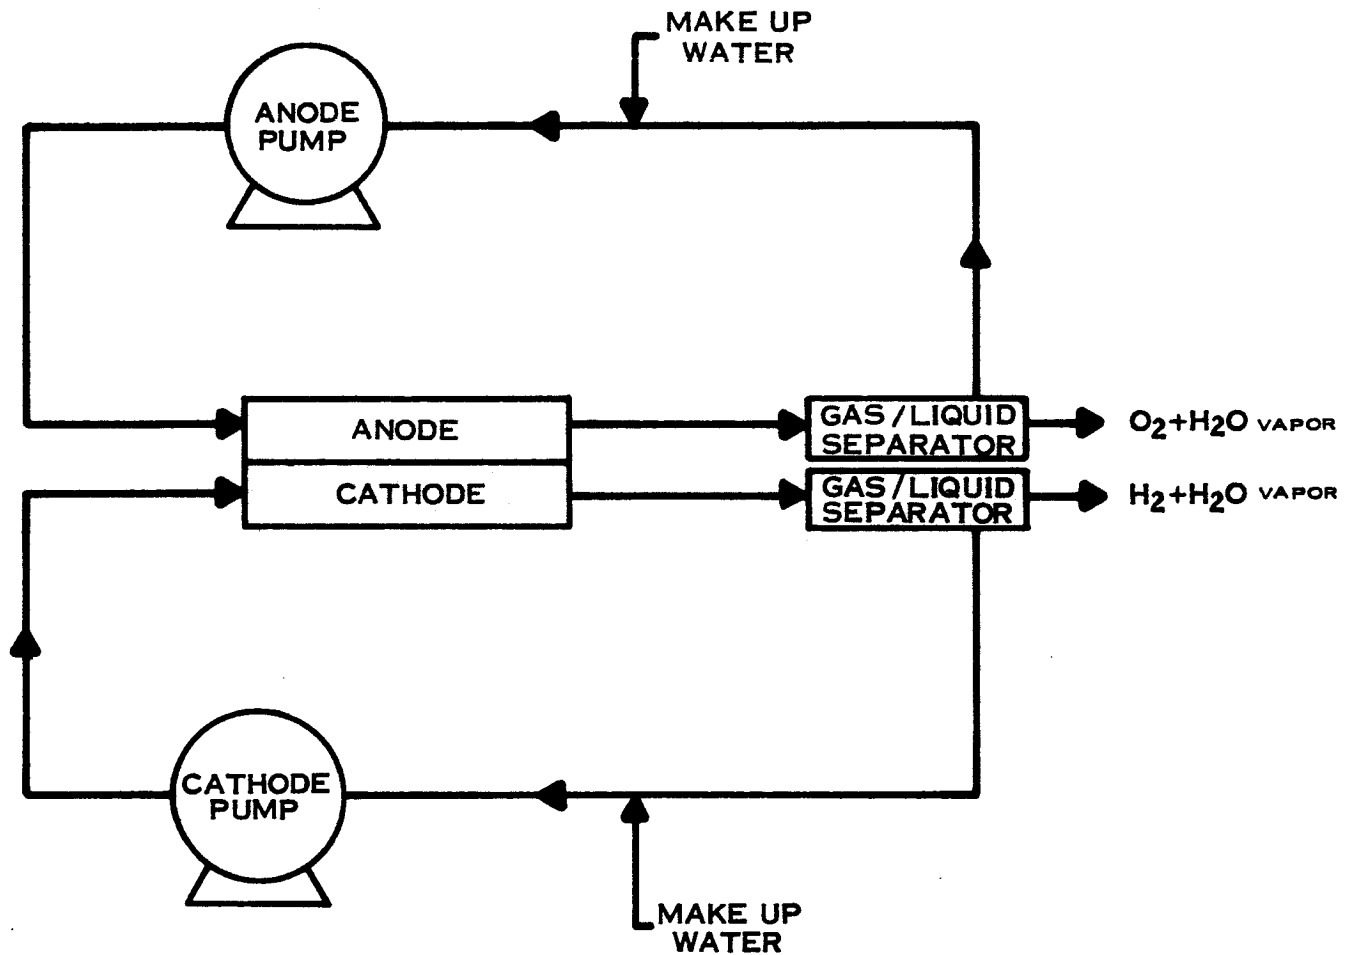 MAKE UP
WATER
ANODE
PUMP
ANODE
GAS/LIQUID
SEPARATOR
O₂+H₂O VAPOR
CATHODE
GAS/LIQUID
SEPARATOR
H₂+H₂O VAPOR
CATHODE
PUMP
MAKE UP
WATER